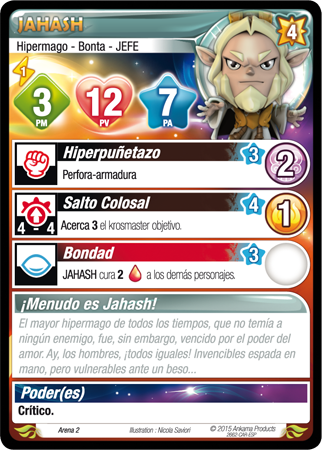 JAHASH
4
Hipermago - Bonta - JEFE
1
3
PM
12
PV
7
PA
Hiperpuñetazo
3
2
Perfora-armadura
Salto Colosal
4
1
4 - 4
Acerca 3 el krosmaster objetivo.
Bondad
3
JAHASH cura 2 a los demás personajes.
¡Menudo es Jahash!
El mayor hipermago de todos los tiempos, que no temía a
ningún enemigo, fue, sin embargo, vencido por el poder del
amor. Ay, los hombres, ¡todos iguales! Invencibles espada en
mano, pero vulnerables ante un beso...
Poder(es)
Crítico.
Arena 2
Illustration : Nicola Saviori
© 2015 Ankama Products
2662-CAR-ESP